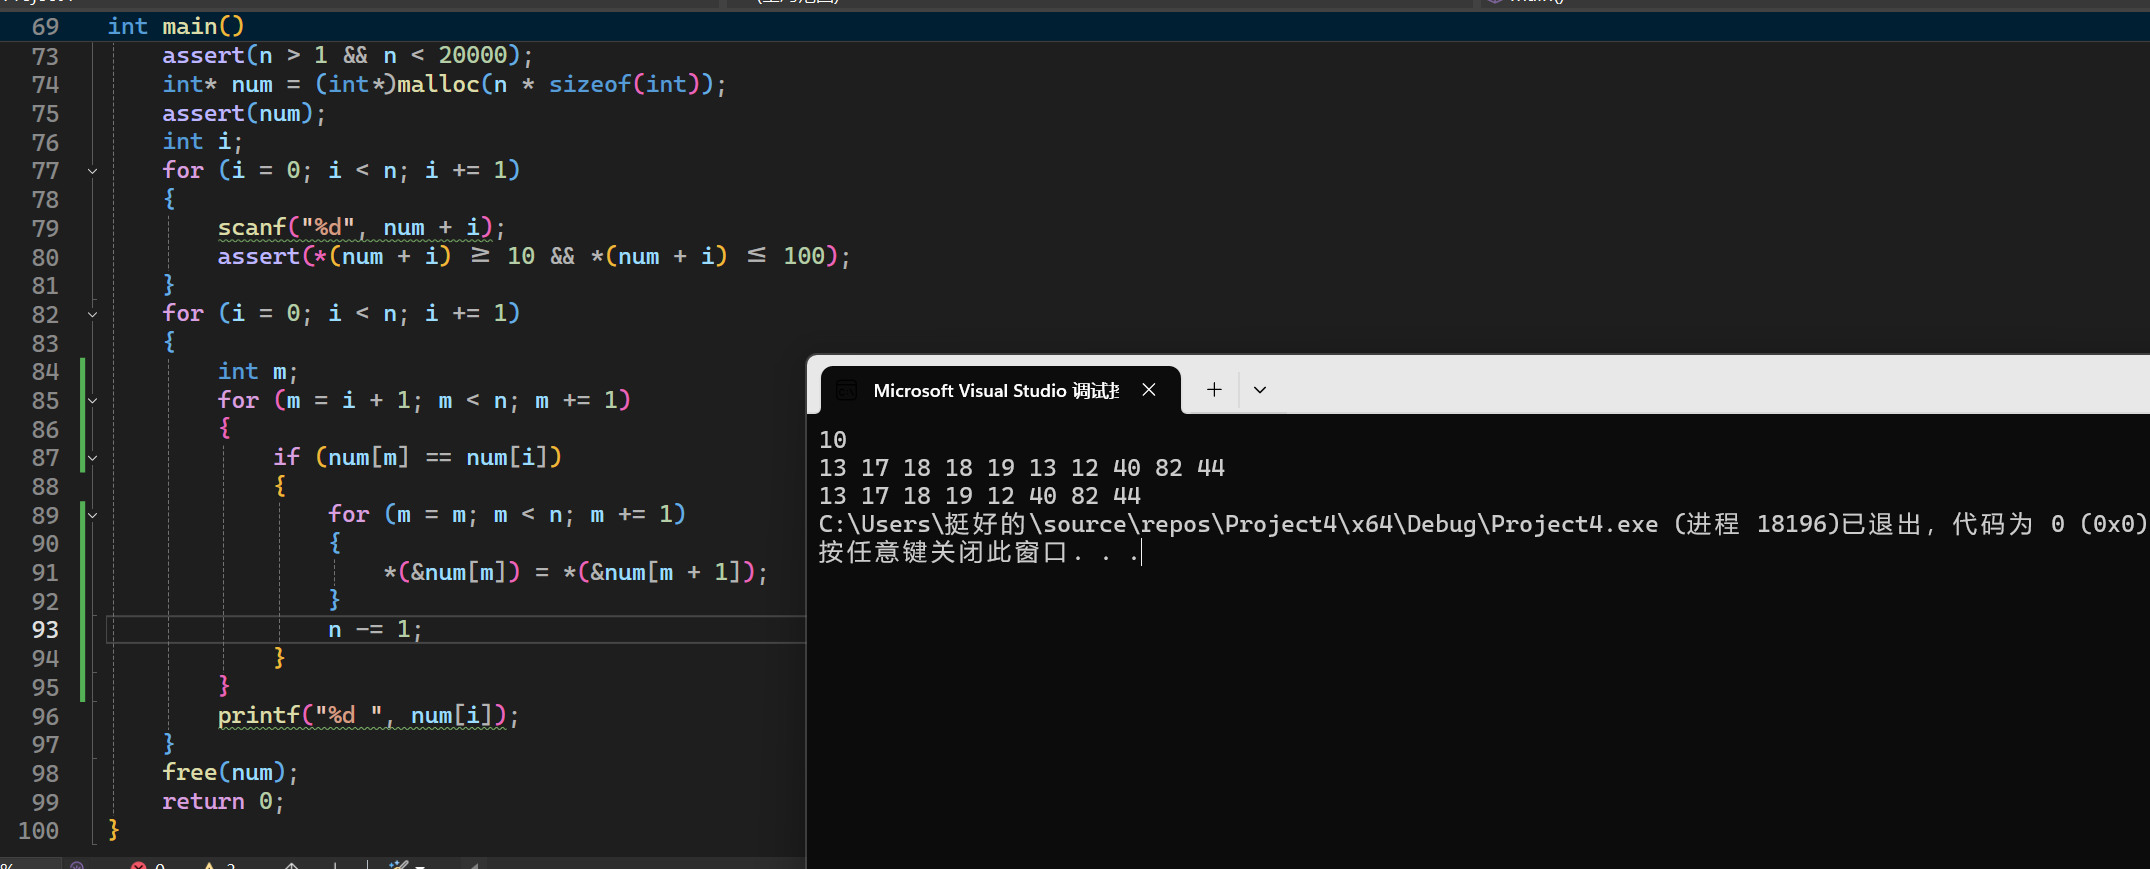 69 int main()
73 assert(n > 1 && n < 20000);
74 int* num = (int*)malloc(n * sizeof(int));
75 assert(num);
76 int i;
77 for (i = 0; i < n; i += 1)
78 {
79 scanf("%d", num + i);
80 assert(*(num + i) ≥ 10 && *(num + i) ≤ 100);
81 }
82 for (i = 0; i < n; i += 1)
83 {
84 int m;
85 for (m = i + 1; m < n; m += 1)
86 {
87 if (num[m] == num[i])
88 {
89 for (m = m; m < n; m += 1)
90 {
91 *(&num[m]) = *(&num[m + 1]);
92 }
93 n -= 1;
94 }
95 }
96 printf("%d ", num[i]);
97 }
98 free(num);
99 return 0;
100 }
Microsoft Visual Studio 调试
10
13 17 18 18 19 13 12 40 82 44
13 17 18 19 12 40 82 44
C:\Users\挺好的\source\repos\Project4\x64\Debug\Project4.exe (进程 18196)已退出，代码为 0 (0x0)
按任意键关闭此窗口. . .